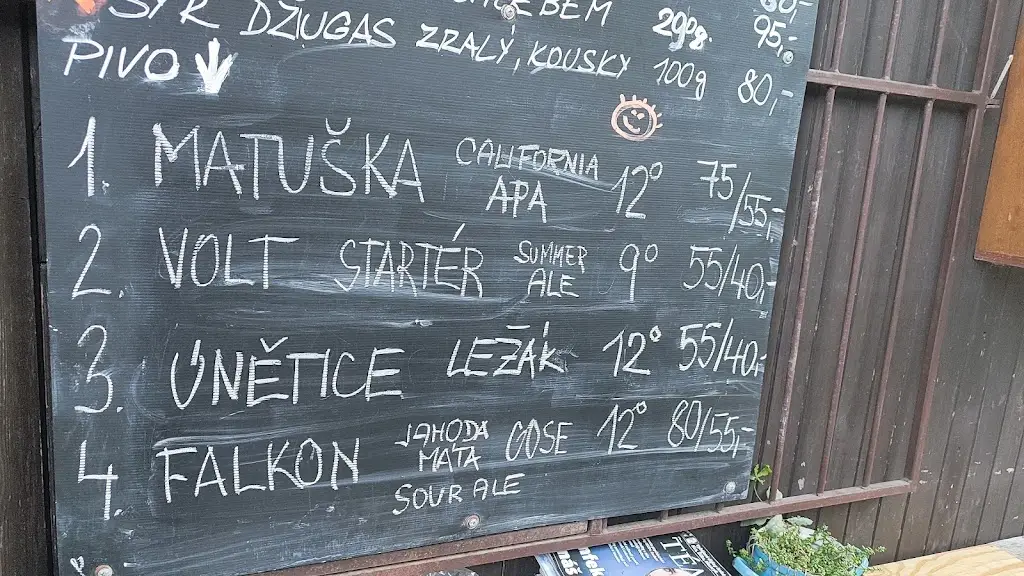 SÝR DŽIUGAS ZRALÝ, KOUSKY 100g 80,-
PIVO
1. MATUŠKA CALIFORNIA APA 12° 75/55,-
2. VOLT STARTÉR SUMMER ALE 9° 55/40,-
3. ÚNĚTICE LEŽÁK 12° 55/40,-
4. FALKON JAHODA MÁTA GOSE 12° 80/55,-
SOUR ALE